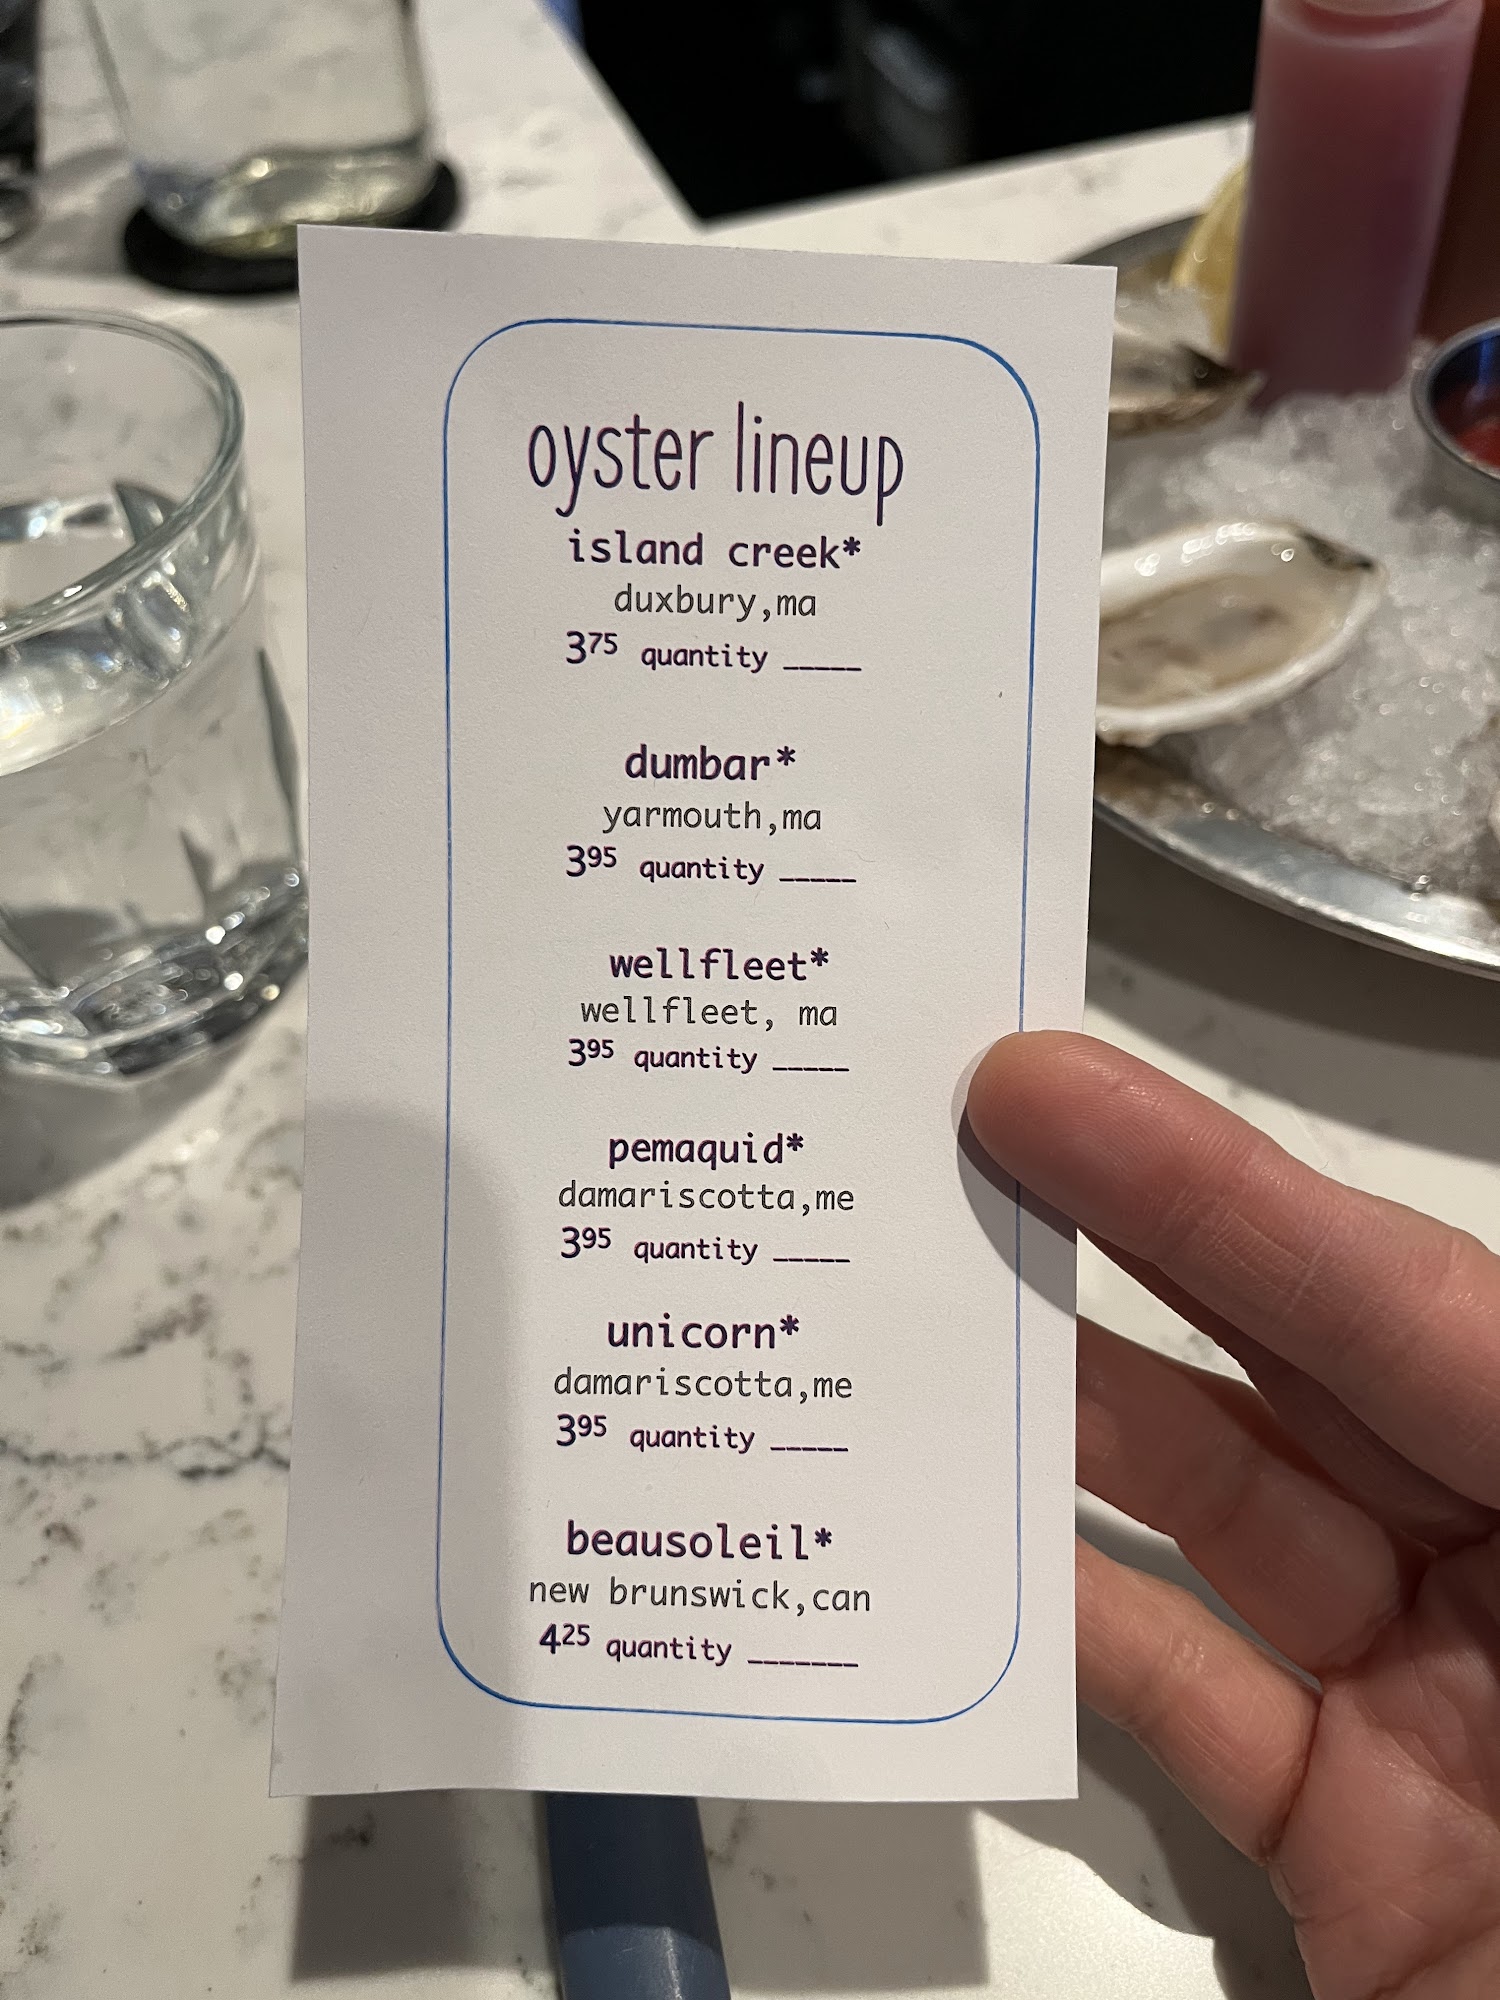 oyster lineup
island creek*
duxbury,ma
3⁷⁵ quantity _____
dumbar*
yarmouth,ma
3⁹⁵ quantity _____
wellfleet*
wellfleet, ma
3⁹⁵ quantity _____
pemaquid*
damariscotta,me
3⁹⁵ quantity _____
unicorn*
damariscotta,me
3⁹⁵ quantity _____
beausoleil*
new brunswick,can
4²⁵ quantity _______